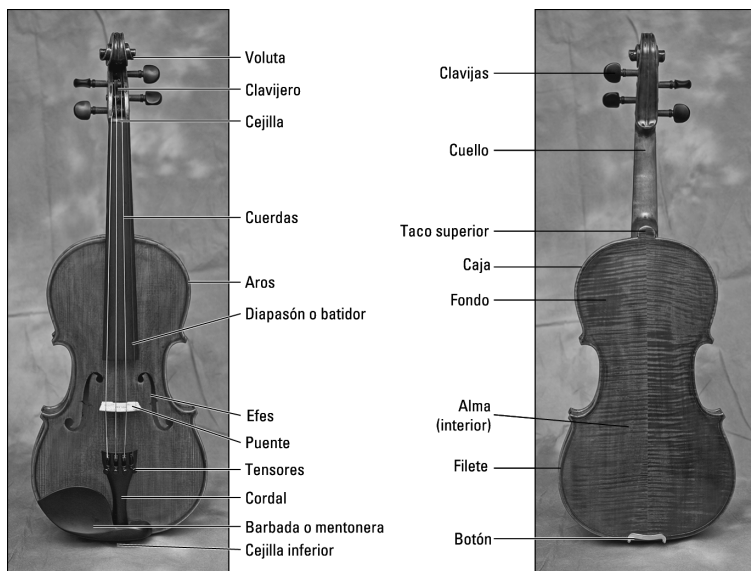 Voluta
Clavijero
Cejilla
Cuerdas
Aros
Diapasón o batidor
Efes
Puente
Tensores
Cordal
Barbada o mentonera
Cejilla inferior
Clavijas
Cuello
Taco superior
Caja
Fondo
Alma
(interior)
Filete
Botón